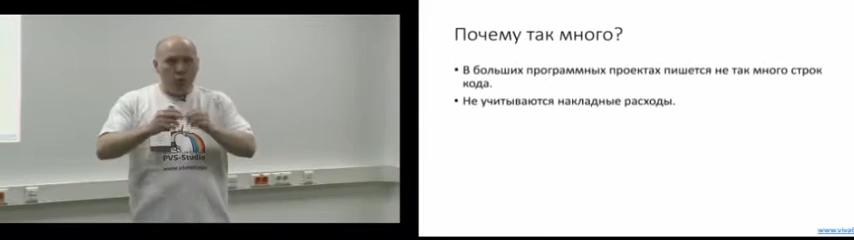 PVS-Studio
Почему так много?
• В больших программных проектах пишется не так много строк
кода.
• Не учитываются накладные расходы.